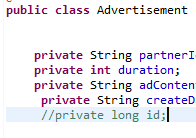 public class Advertisement
private String partnerI
private int duration;
private String adConten
private String createD
//private long id;